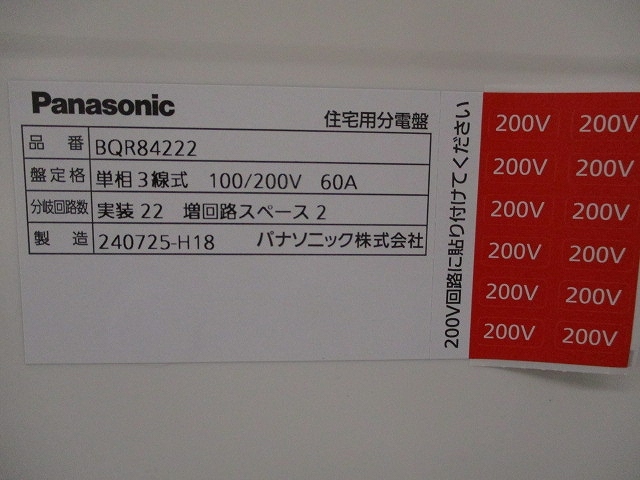 Panasonic
住宅用分電盤
品番 BQR84222
盤定格 単相3線式 100/200V 60A
分岐回路数 実装22 増回路スペース2
製造 240725-H18 パナソニック株式会社
200V回路に貼り付けてください
200V 200V
200V 200V
200V 200V
200V 200V
200V 200V
200V 200V